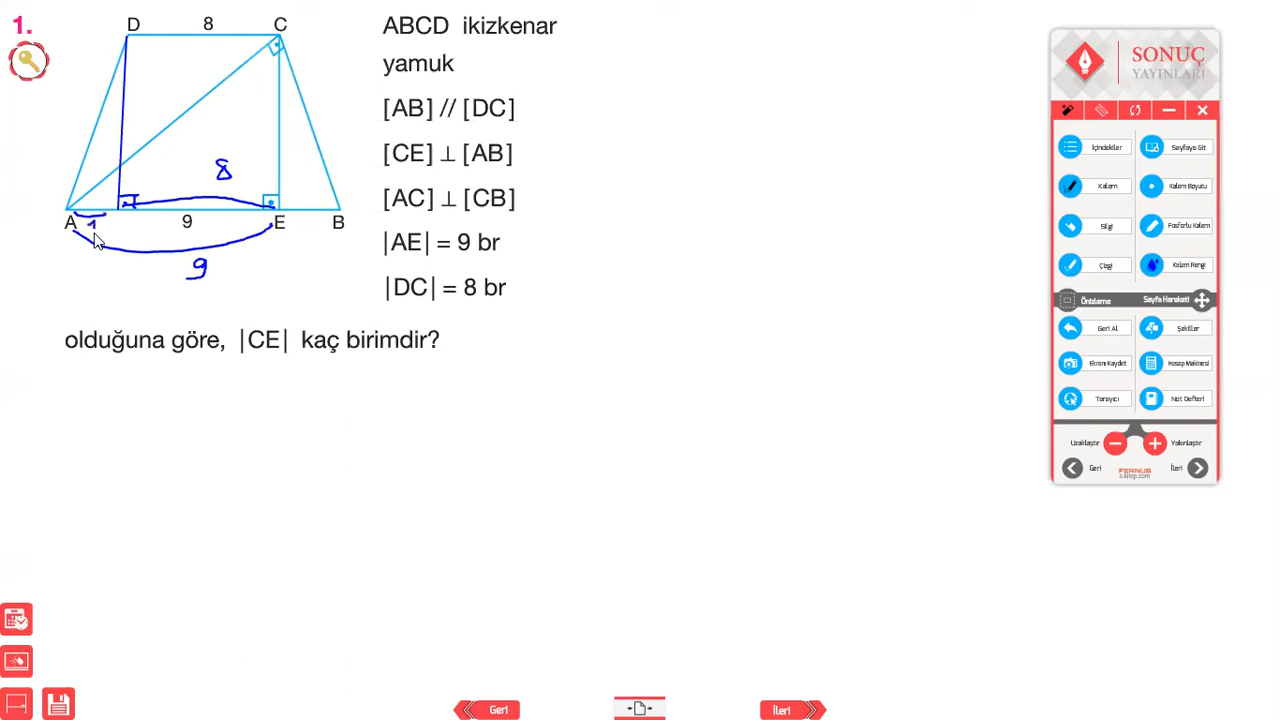 1.
D 8 C
8
A 1 9 E B
9
ABCD ikizkenar
yamuk
[AB] // [DC]
[CE] ⊥ [AB]
[AC] ⊥ [CB]
|AE| = 9 br
|DC| = 8 br
olduğuna göre, |CE| kaç birimdir?
SONUÇ
YAYINLARI
İçindekiler Sayfaya Git
Kalem Kalem Boyutu
Silgi Fosforlu Kalem
Çizgi Kalem Rengi
Önizleme Sayfa Hareketi
Geri Al Şekiller
Ekranı Kaydet Hesap Makinesi
Tarayıcı Not Defteri
Uzaklaştır Yakınlaştır
Geri FERNUS İleri
z-kitap.com
Geri İleri